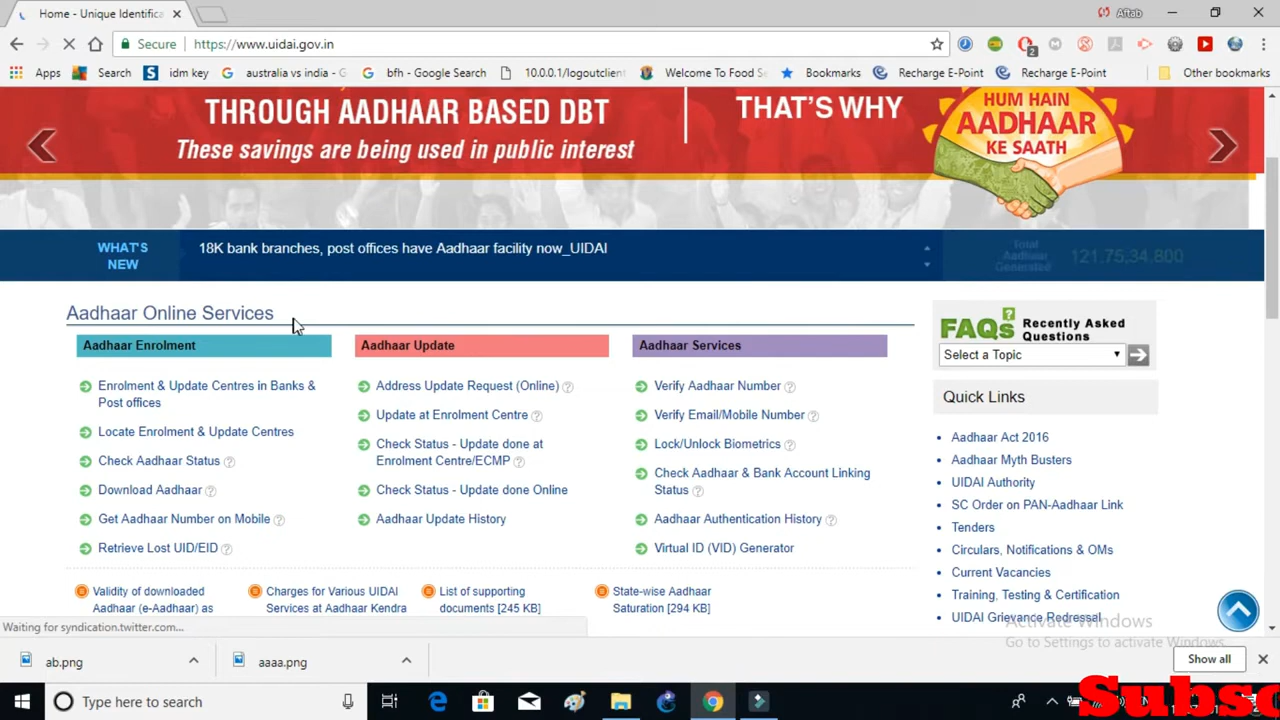 Home - Unique Identifica
Aftab
Secure
https://www.uidai.gov.in
2
Apps
Search
S
idm key
australia vs india - G
bfh - Google Search
10.0.0.1/logoutclient
Welcome To Food Se
Bookmarks
Recharge E-Point
Recharge E-Point
Other bookmarks
THROUGH AADHAAR BASED DBT
These savings are being used in public interest
THAT'S WHY
HUM HAIN
AADHAAR
KE SAATH
WHAT'S
NEW
18K bank branches, post offices have Aadhaar facility now_UIDAI
Total
Aadhaar
Generated
121,75,34,800
Aadhaar Online Services
Aadhaar Enrolment
Enrolment & Update Centres in Banks &
Post offices
Locate Enrolment & Update Centres
Check Aadhaar Status ?
Download Aadhaar ?
Get Aadhaar Number on Mobile ?
Retrieve Lost UID/EID ?
Aadhaar Update
Address Update Request (Online) ?
Update at Enrolment Centre ?
Check Status - Update done at
Enrolment Centre/ECMP ?
Check Status - Update done Online
Aadhaar Update History
Aadhaar Services
Verify Aadhaar Number ?
Verify Email/Mobile Number ?
Lock/Unlock Biometrics ?
Check Aadhaar & Bank Account Linking
Status ?
Aadhaar Authentication History ?
Virtual ID (VID) Generator
Validity of downloaded
Aadhaar (e-Aadhaar) as
Charges for Various UIDAI
Services at Aadhaar Kendra
List of supporting
documents [245 KB]
State-wise Aadhaar
Saturation [294 KB]
FAQs
Recently Asked
Questions
Select a Topic
Quick Links
Aadhaar Act 2016
Aadhaar Myth Busters
UIDAI Authority
SC Order on PAN-Aadhaar Link
Tenders
Circulars, Notifications & OMs
Current Vacancies
Training, Testing & Certification
UIDAI Grievance Redressal
Activate Windows
Go to Settings to activate Windows.
Waiting for syndication.twitter.com...
ab.png
aaaa.png
Show all
Type here to search
Subsc